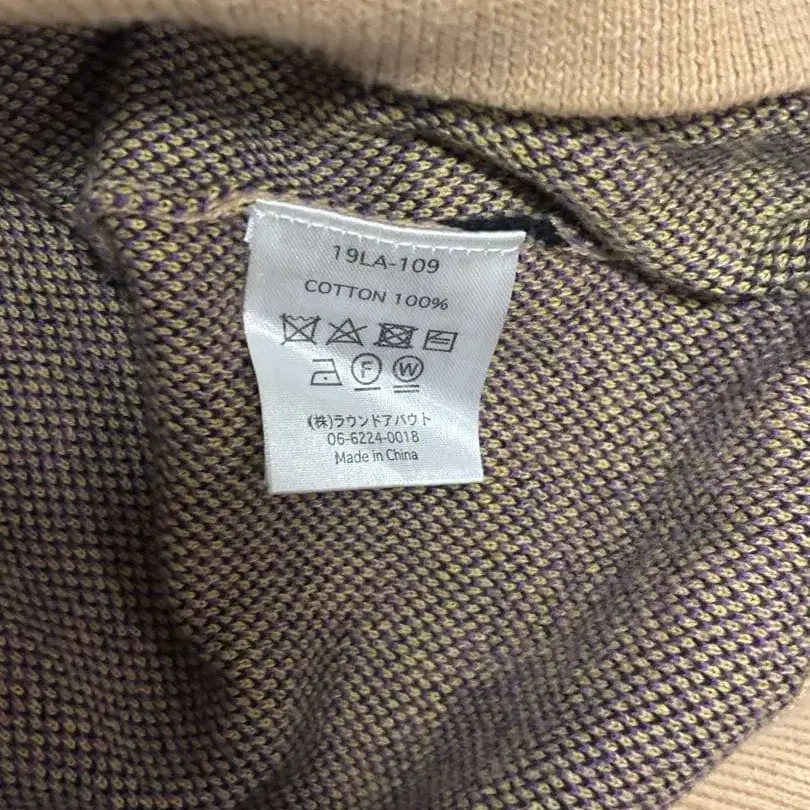 19LA-109
COTTON 100%
F W
(株)ラウンドアバウト
06-6224-0018
Made in China